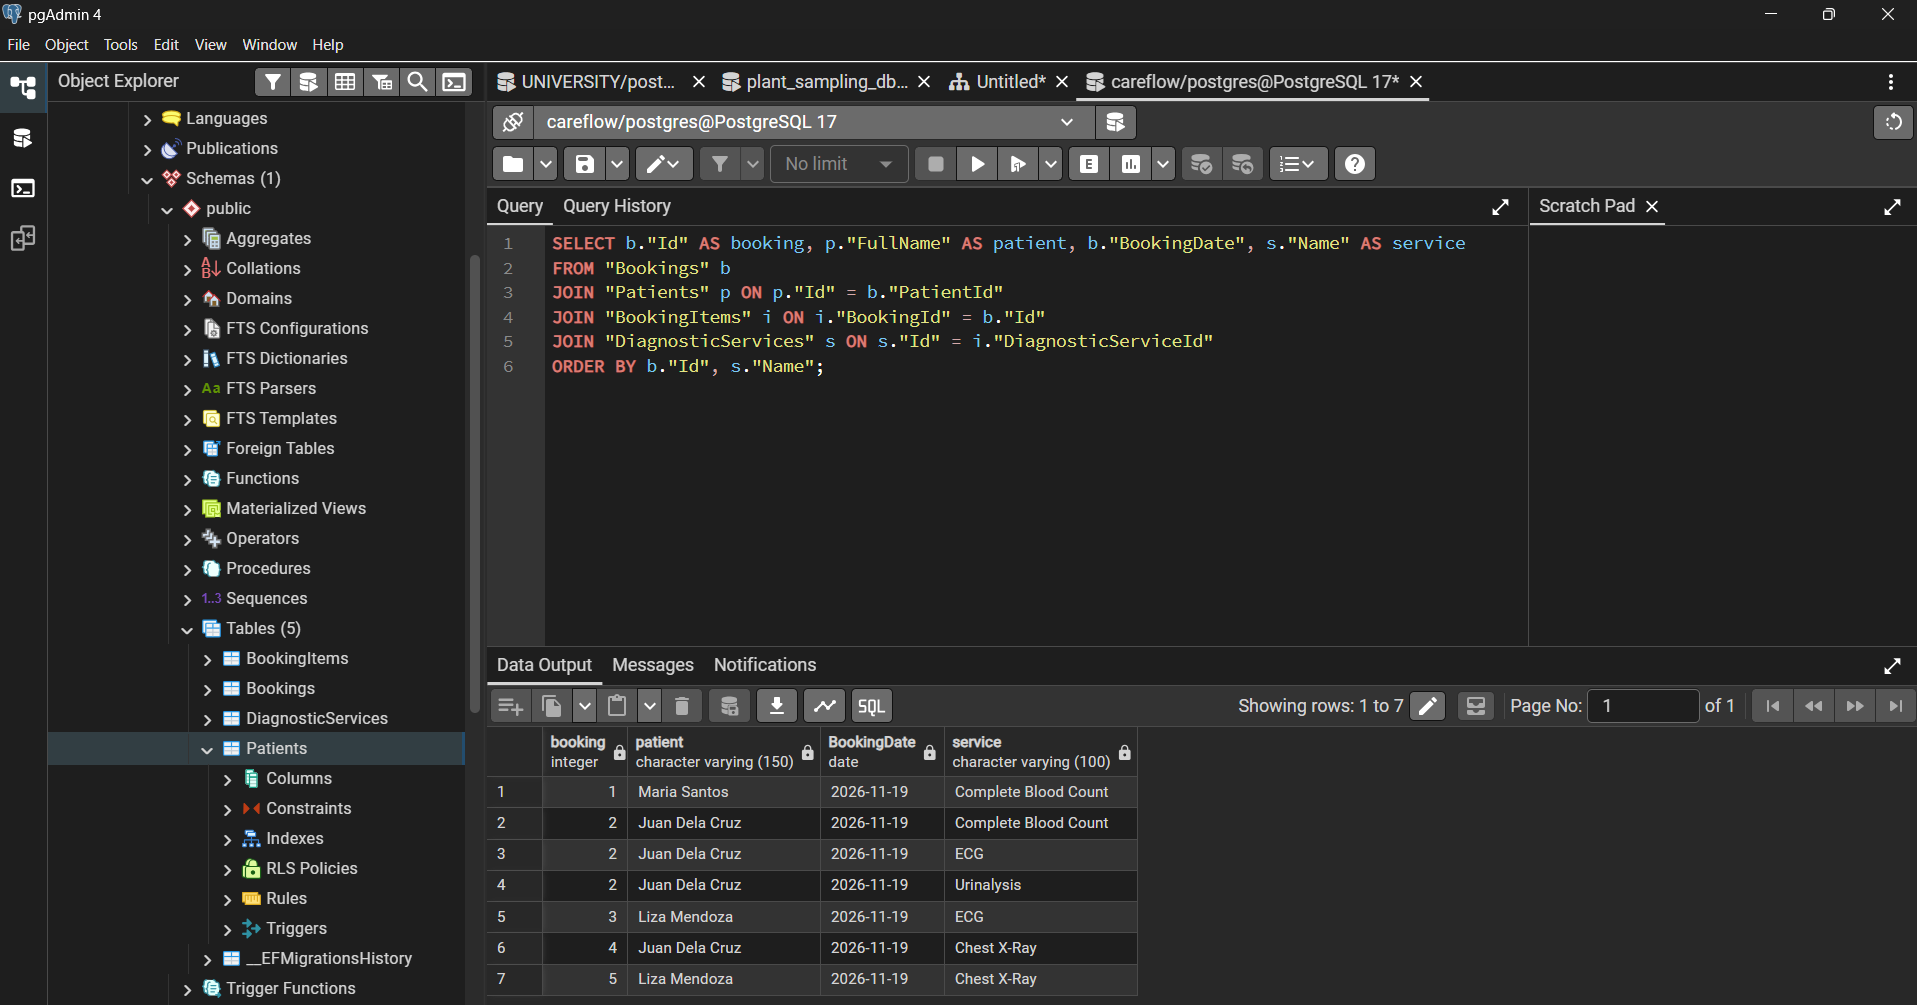 pgAdmin 4
File Object Tools Edit View Window Help
Object Explorer
UNIVERSITY/post... plant_sampling_db... Untitled* careflow/postgres@PostgreSQL 17*
careflow/postgres@PostgreSQL 17
No limit
E
Query Query History
Scratch Pad
Languages
Publications
Schemas (1)
public
Aggregates
Collations
Domains
FTS Configurations
FTS Dictionaries
Aa FTS Parsers
FTS Templates
Foreign Tables
Functions
Materialized Views
Operators
Procedures
1..3 Sequences
Tables (5)
BookingItems
Bookings
DiagnosticServices
Patients
Columns
Constraints
Indexes
RLS Policies
Rules
Triggers
__EFMigrationsHistory
Trigger Functions
1 SELECT b."Id" AS booking, p."FullName" AS patient, b."BookingDate", s."Name" AS service
2 FROM "Bookings" b
3 JOIN "Patients" p ON p."Id" = b."PatientId"
4 JOIN "BookingItems" i ON i."BookingId" = b."Id"
5 JOIN "DiagnosticServices" s ON s."Id" = i."DiagnosticServiceId"
6 ORDER BY b."Id", s."Name";
Data Output Messages Notifications
SQL Showing rows: 1 to 7 Page No: 1 of 1
booking patient BookingDate service
integer character varying (150) date character varying (100)
1 1 Maria Santos 2026-11-19 Complete Blood Count
2 2 Juan Dela Cruz 2026-11-19 Complete Blood Count
3 2 Juan Dela Cruz 2026-11-19 ECG
4 2 Juan Dela Cruz 2026-11-19 Urinalysis
5 3 Liza Mendoza 2026-11-19 ECG
6 4 Juan Dela Cruz 2026-11-19 Chest X-Ray
7 5 Liza Mendoza 2026-11-19 Chest X-Ray